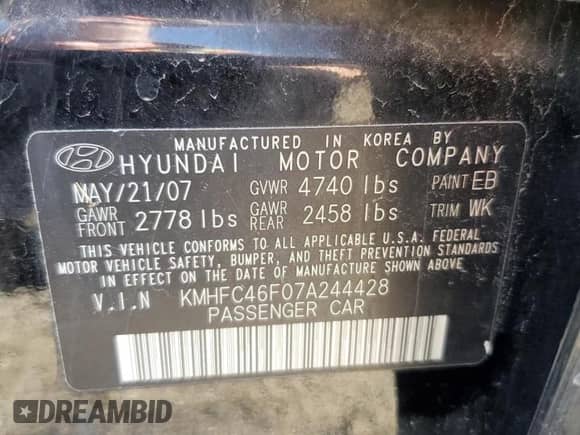 MANUFACTURED IN KOREA BY
HYUNDAI MOTOR COMPANY
MAY/21/07 GVWR 4740 lbs PAINT EB
GAWR FRONT 2778 lbs GAWR REAR 2458 lbs TRIM WK
THIS VEHICLE CONFORMS TO ALL APPLICABLE U.S.A. FEDERAL
MOTOR VEHICLE SAFETY, BUMPER, AND THEFT PREVENTION STANDARDS
IN EFFECT ON THE DATE OF MANUFACTURE SHOWN ABOVE.
V.I.N KMHFC46F07A244428
PASSENGER CAR
DREAMBID